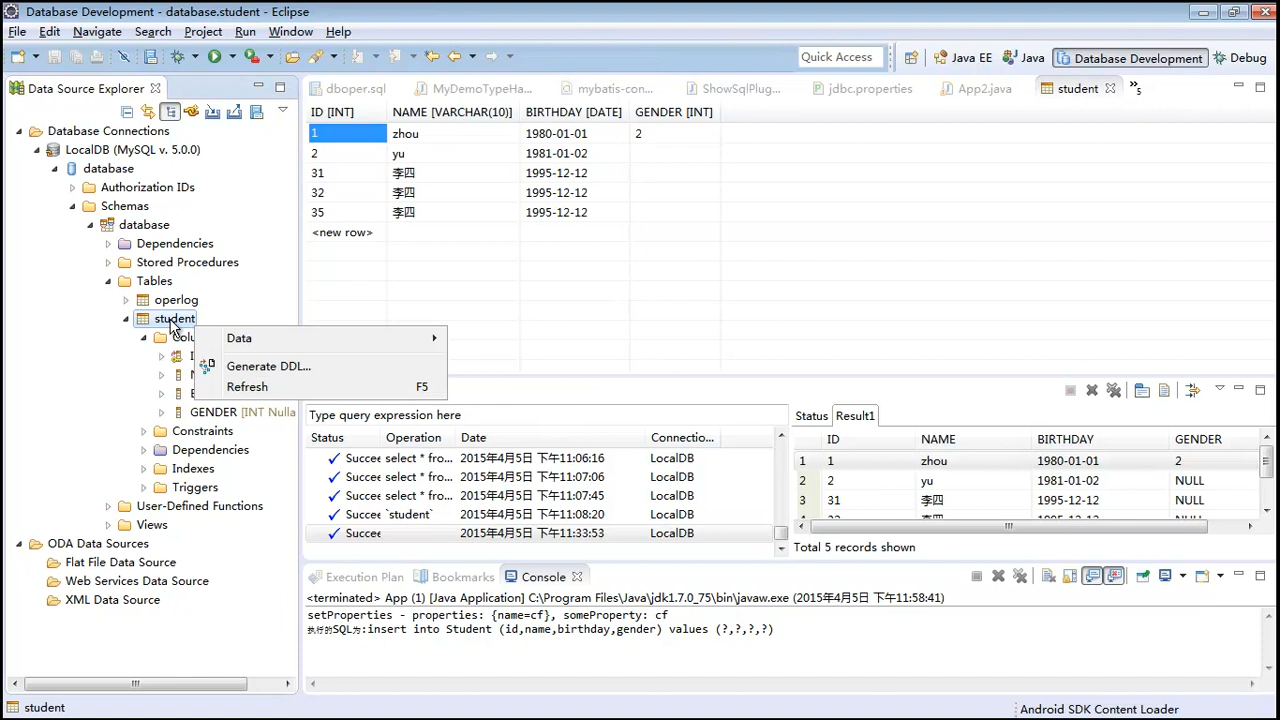 Database Development - database.student - Eclipse
File Edit Navigate Search Project Run Window Help
Quick Access
Java EE
Java
Database Development
Debug
Data Source Explorer
Database Connections
LocalDB (MySQL v. 5.0.0)
database
Authorization IDs
Schemas
database
Dependencies
Stored Procedures
Tables
operlog
student
Colu
GENDER [INT Nulla
Constraints
Dependencies
Indexes
Triggers
User-Defined Functions
Views
ODA Data Sources
Flat File Data Source
Web Services Data Source
XML Data Source
Data
Generate DDL...
Refresh F5
dboper.sql
MyDemoTypeHa...
mybatis-con...
ShowSqlPlug...
jdbc.properties
App2.java
student
»5
ID [INT] NAME [VARCHAR(10)] BIRTHDAY [DATE] GENDER [INT]
1 zhou 1980-01-01 2
2 yu 1981-01-02
31 李四 1995-12-12
32 李四 1995-12-12
35 李四 1995-12-12
<new row>
Type query expression here
Status Operation Date Connectio...
Succe select * fro... 2015年4月5日 下午11:06:16 LocalDB
Succe select * fro... 2015年4月5日 下午11:07:06 LocalDB
Succe select * fro... 2015年4月5日 下午11:07:45 LocalDB
Succe `student` 2015年4月5日 下午11:08:20 LocalDB
Succe 2015年4月5日 下午11:33:53 LocalDB
Status Result1
ID NAME BIRTHDAY GENDER
1 1 zhou 1980-01-01 2
2 2 yu 1981-01-02 NULL
3 31 李四 1995-12-12 NULL
Total 5 records shown
Execution Plan
Bookmarks
Console
<terminated> App (1) [Java Application] C:\Program Files\Java\jdk1.7.0_75\bin\javaw.exe (2015年4月5日 下午11:58:41)
setProperties - properties: {name=cf}, someProperty: cf
执行的SQL为:insert into Student (id,name,birthday,gender) values (?,?,?,?)
student
Android SDK Content Loader